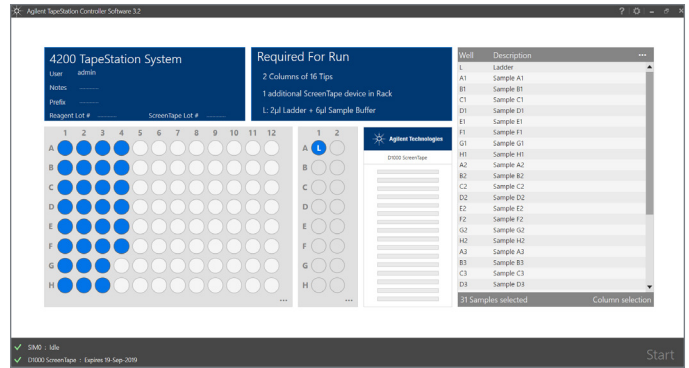 Agilent TapeStation Controller Software 3.2
?
4200 TapeStation System
User admin
Notes
Prefix
Reagent Lot # ScreenTape Lot #
Required For Run
2 Columns of 16 Tips
1 additional ScreenTape device in Rack
L: 2µl Ladder + 6µl Sample Buffer
1 2 3 4 5 6 7 8 9 10 11 12
A
B
C
D
E
F
G
H
...
1 2
A L
B
C
D
E
F
G
H
...
Agilent Technologies
D1000 ScreenTape
Well Description ...
L Ladder
A1 Sample A1
B1 Sample B1
C1 Sample C1
D1 Sample D1
E1 Sample E1
F1 Sample F1
G1 Sample G1
H1 Sample H1
A2 Sample A2
B2 Sample B2
C2 Sample C2
D2 Sample D2
E2 Sample E2
F2 Sample F2
G2 Sample G2
H2 Sample H2
A3 Sample A3
B3 Sample B3
C3 Sample C3
D3 Sample D3
31 Samples selected Column selection
SIM0 : Idle
D1000 ScreenTape : Expires 19-Sep-2019
Start